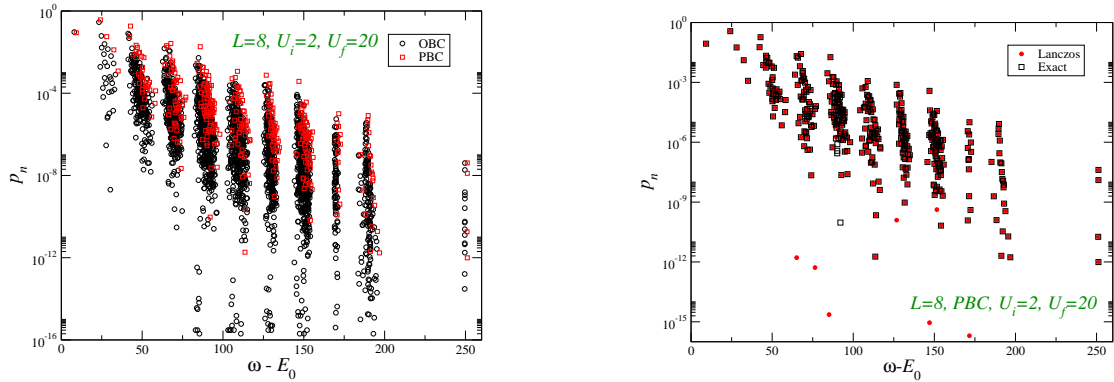 10^0
10^-4
10^-8
10^-12
10^-16
p_n
0 50 100 150 200 250
ω - E_0
L=8, U_i=2, U_f=20
OBC
PBC
10^0
10^-3
10^-6
10^-9
10^-12
10^-15
p_n
0 50 100 150 200 250
ω-E_0
Lanczos
Exact
L=8, PBC, U_i=2, U_f=20